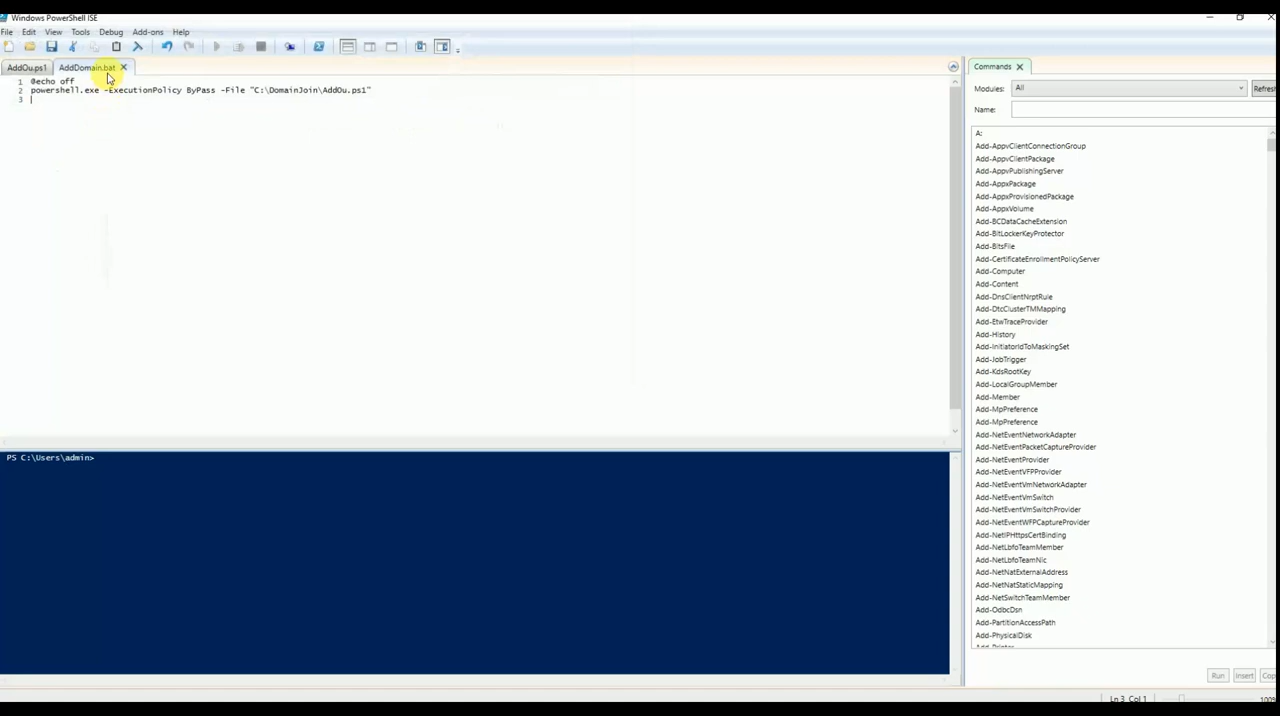 Windows PowerShell ISE
File Edit View Tools Debug Add-ons Help
AddOu.ps1 AddDomain.bat
1 @echo off
2 powershell.exe -ExecutionPolicy ByPass -File "C:\DomainJoin\AddOu.ps1"
3
PS C:\Users\admin>
Commands
Modules: All Refresh
Name:
A:
Add-AppvClientConnectionGroup
Add-AppvClientPackage
Add-AppvPublishingServer
Add-AppxPackage
Add-AppxProvisionedPackage
Add-AppxVolume
Add-BCDataCacheExtension
Add-BitLockerKeyProtector
Add-BitsFile
Add-CertificateEnrollmentPolicyServer
Add-Computer
Add-Content
Add-DnsClientNrptRule
Add-DtcClusterTMMapping
Add-EtwTraceProvider
Add-History
Add-InitiatorIdToMaskingSet
Add-JobTrigger
Add-KdsRootKey
Add-LocalGroupMember
Add-Member
Add-MpPreference
Add-MpPreference
Add-NetEventNetworkAdapter
Add-NetEventPacketCaptureProvider
Add-NetEventProvider
Add-NetEventVFPProvider
Add-NetEventVmNetworkAdapter
Add-NetEventVmSwitch
Add-NetEventVmSwitchProvider
Add-NetEventWFPCaptureProvider
Add-NetIPHttpsCertBinding
Add-NetLbfoTeamMember
Add-NetLbfoTeamNic
Add-NetNatExternalAddress
Add-NetNatStaticMapping
Add-NetSwitchTeamMember
Add-OdbcDsn
Add-PartitionAccessPath
Add-PhysicalDisk
Add-Printer
Run Insert Cop
Ln 3 Col 1 100%